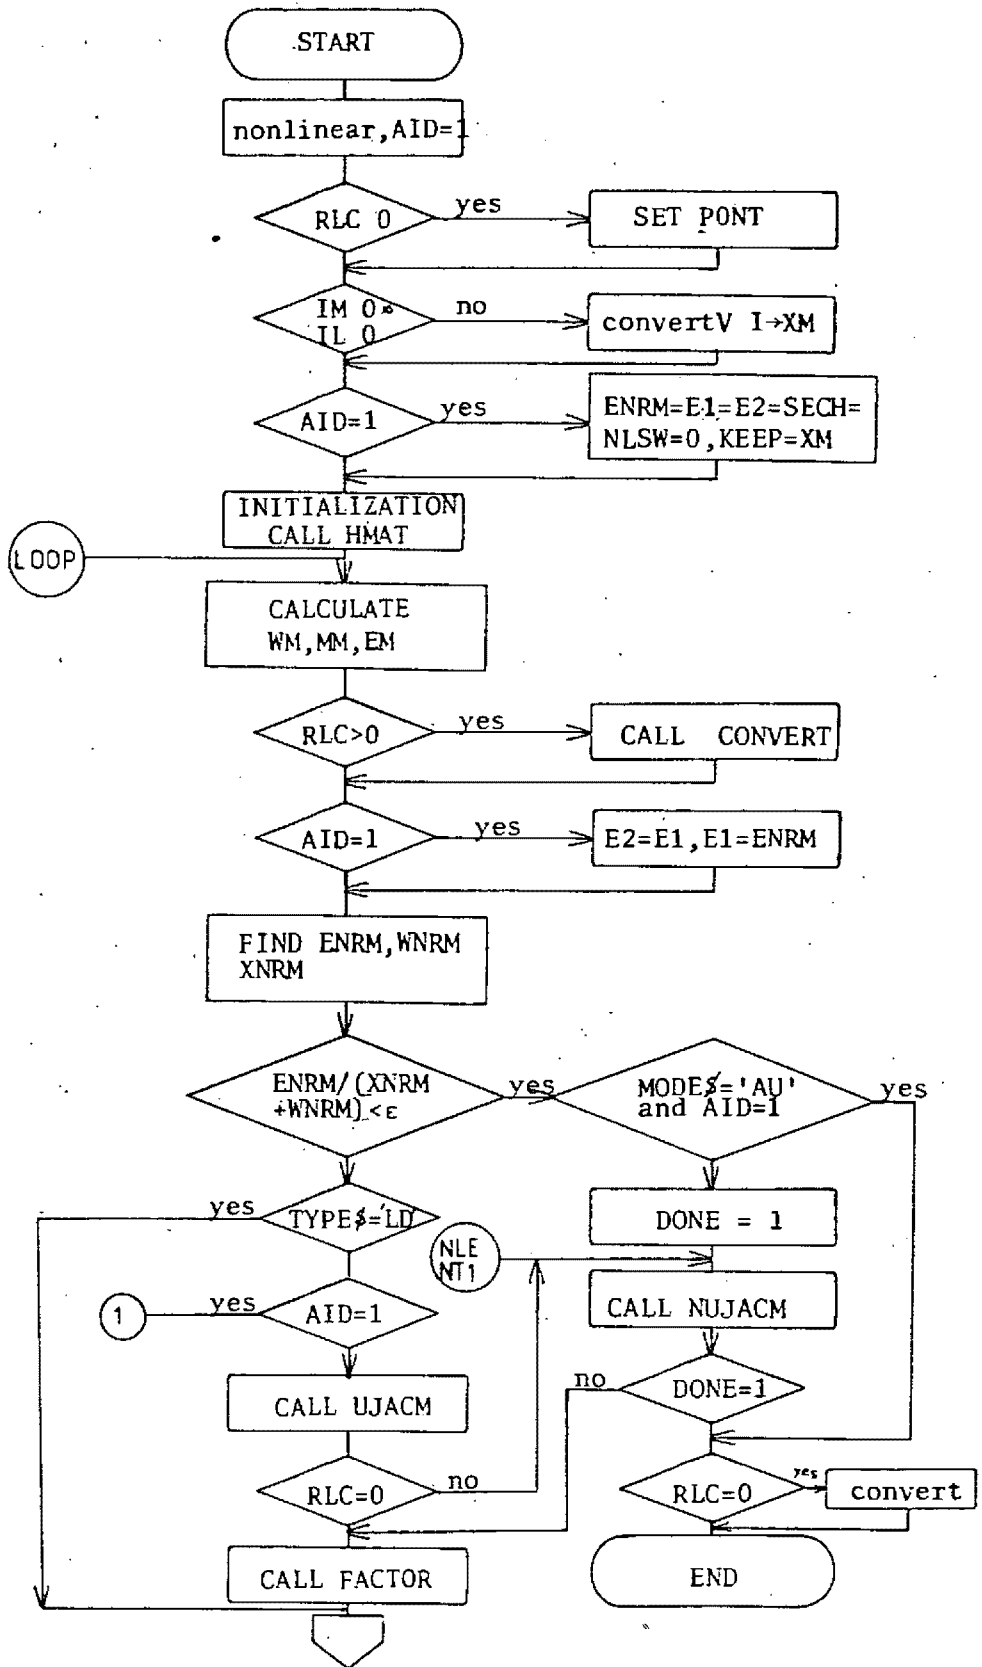 START
nonlinear,AID=1
RLC 0
yes
SET PONT
IM 0
IL 0
no
convertV I→XM
AID=1
yes
ENRM=E1=E2=SECH=
NLSW=0,KEEP=XM
INITIALIZATION
CALL HMAT
LOOP
CALCULATE
WM,MM,EM
RLC>0
yes
CALL CONVERT
AID=1
yes
E2=E1,E1=ENRM
FIND ENRM,WNRM
XNRM
ENRM/(XNRM
+WNRM)<ε
yes
MODE$='AU'
and AID=1
yes
yes
TYPE$='LD'
DONE = 1
NLE
NT1
1
yes
AID=1
CALL NUJACM
CALL UJACM
no
DONE=1
RLC=0
no
RLC=0
yes
convert
CALL FACTOR
END